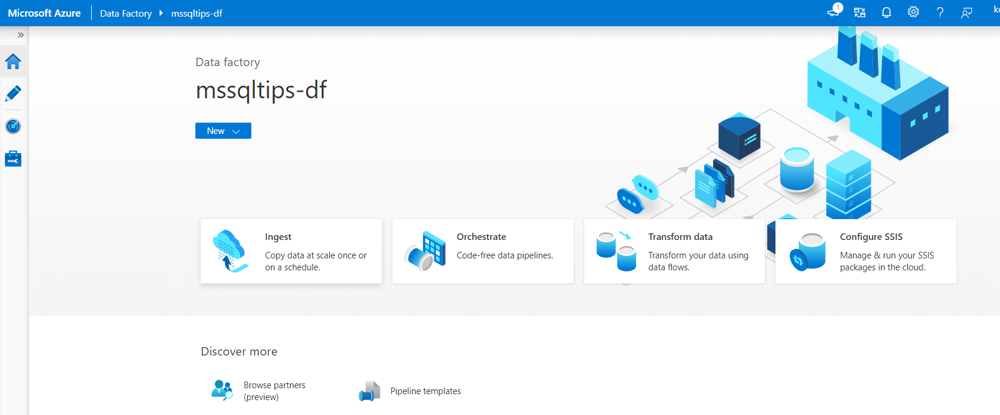 Microsoft Azure
Data Factory
mssqltips-df
1
Data factory
mssqltips-df
New
Ingest
Copy data at scale once or
on a schedule.
Orchestrate
Code-free data pipelines.
Transform data
Transform your data using
data flows.
Configure SSIS
Manage & run your SSIS
packages in the cloud.
Discover more
Browse partners
(preview)
Pipeline templates